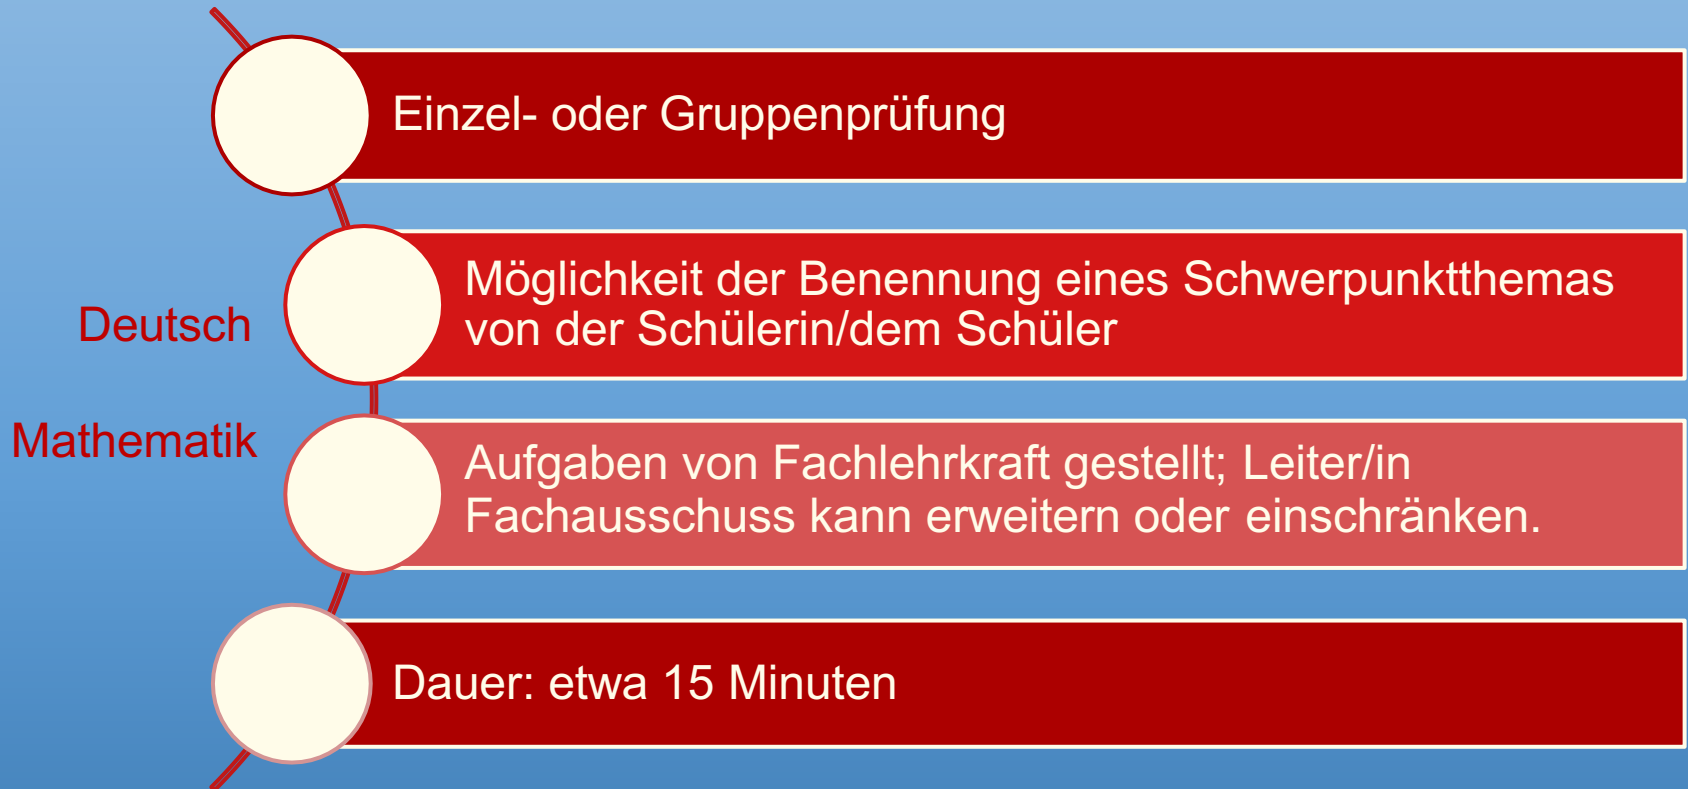 Einzel- oder Gruppenprüfung
Möglichkeit der Benennung eines Schwerpunktthemas
von der Schülerin/dem Schüler
Deutsch
Mathematik
Aufgaben von Fachlehrkraft gestellt; Leiter/in
Fachausschuss kann erweitern oder einschränken.
Dauer: etwa 15 Minuten